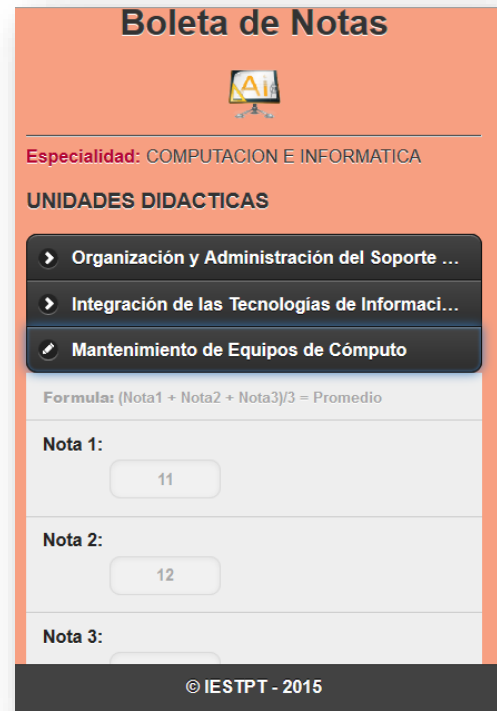 Boleta de Notas
Ai
Especialidad: COMPUTACION E INFORMATICA
UNIDADES DIDACTICAS
Organización y Administración del Soporte ...
Integración de las Tecnologías de Informaci...
Mantenimiento de Equipos de Cómputo
Formula: (Nota1 + Nota2 + Nota3)/3 = Promedio
Nota 1:
11
Nota 2:
12
Nota 3:
© IESTPT - 2015